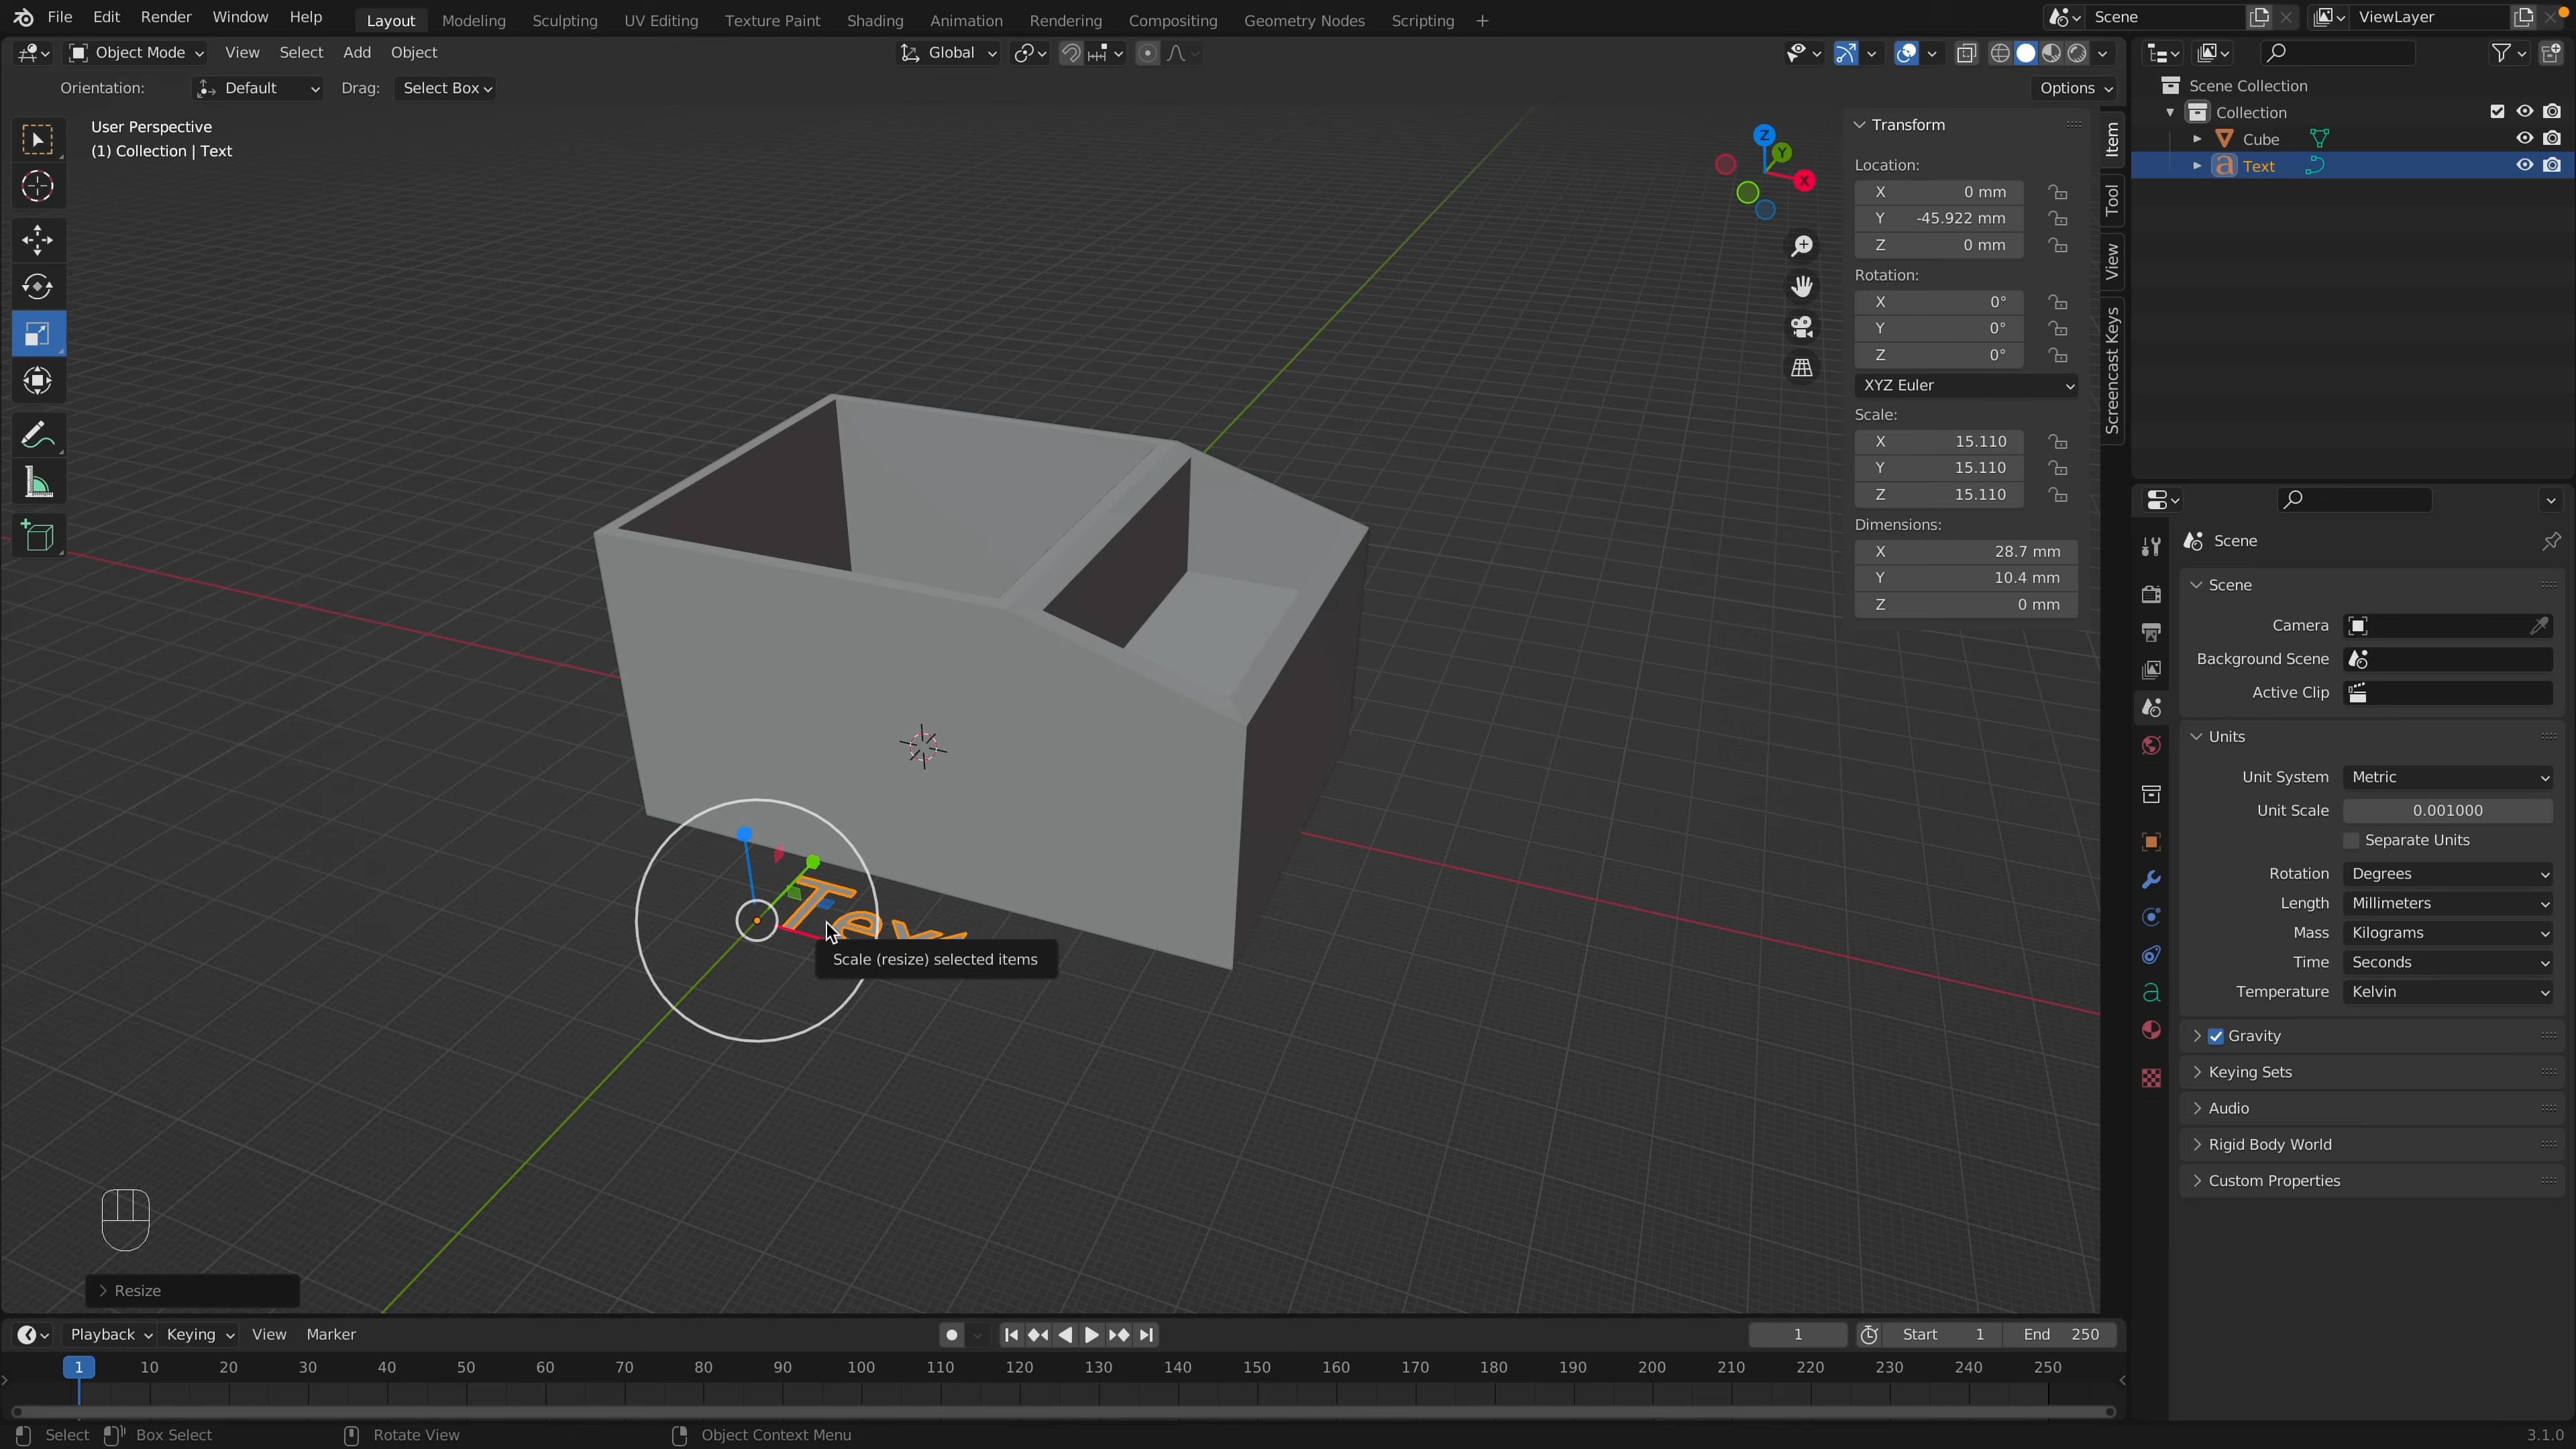 File Edit Render Window Help Layout Modeling Sculpting UV Editing Texture Paint Shading Animation Rendering Compositing Geometry Nodes Scripting + Scene ViewLayer
Object Mode View Select Add Object Global
Orientation: Default Drag: Select Box Options
User Perspective
(1) Collection | Text
Z
Y
X
Transform
Location:
X 0 mm
Y -45.922 mm
Z 0 mm
Rotation:
X 0°
Y 0°
Z 0°
XYZ Euler
Scale:
X 15.110
Y 15.110
Z 15.110
Dimensions:
X 28.7 mm
Y 10.4 mm
Z 0 mm
Item
Tool
View
Screencast Keys
Scene Collection
Collection
Cube
Text
Scene
Scene
Camera
Background Scene
Active Clip
Units
Unit System Metric
Unit Scale 0.001000
Separate Units
Rotation Degrees
Length Millimeters
Mass Kilograms
Time Seconds
Temperature Kelvin
Gravity
Keying Sets
Audio
Rigid Body World
Custom Properties
Scale (resize) selected items
Resize
Playback Keying View Marker 1 Start 1 End 250
1 10 20 30 40 50 60 70 80 90 100 110 120 130 140 150 160 170 180 190 200 210 220 230 240 250
Select Box Select Rotate View Object Context Menu 3.1.0